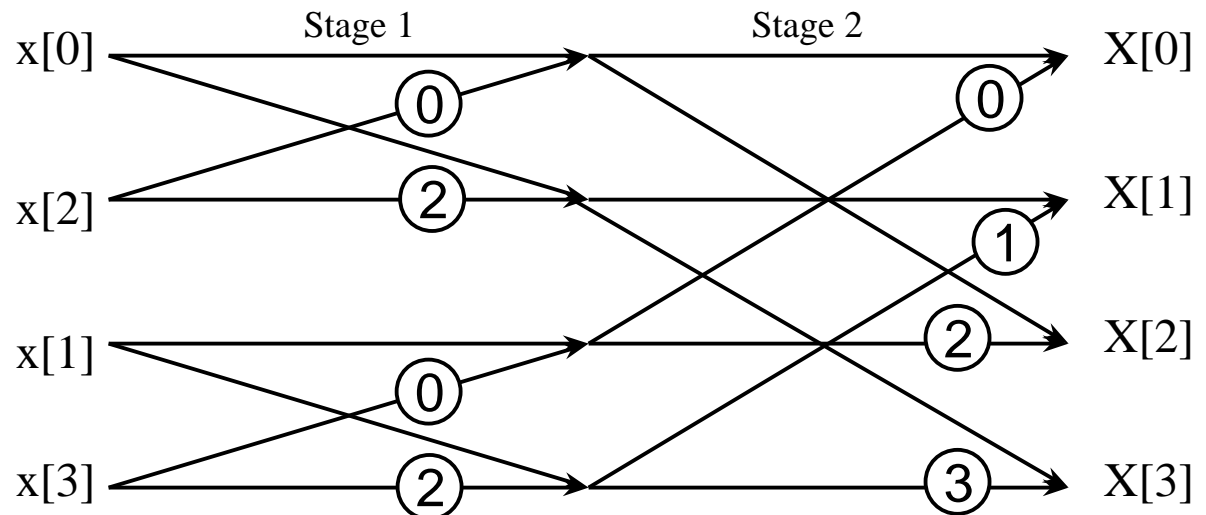 Stage 1 Stage 2
x[0] 0 0 X[0]
x[2] 2 1 X[1]
x[1] 0 2 X[2]
x[3] 2 3 X[3]